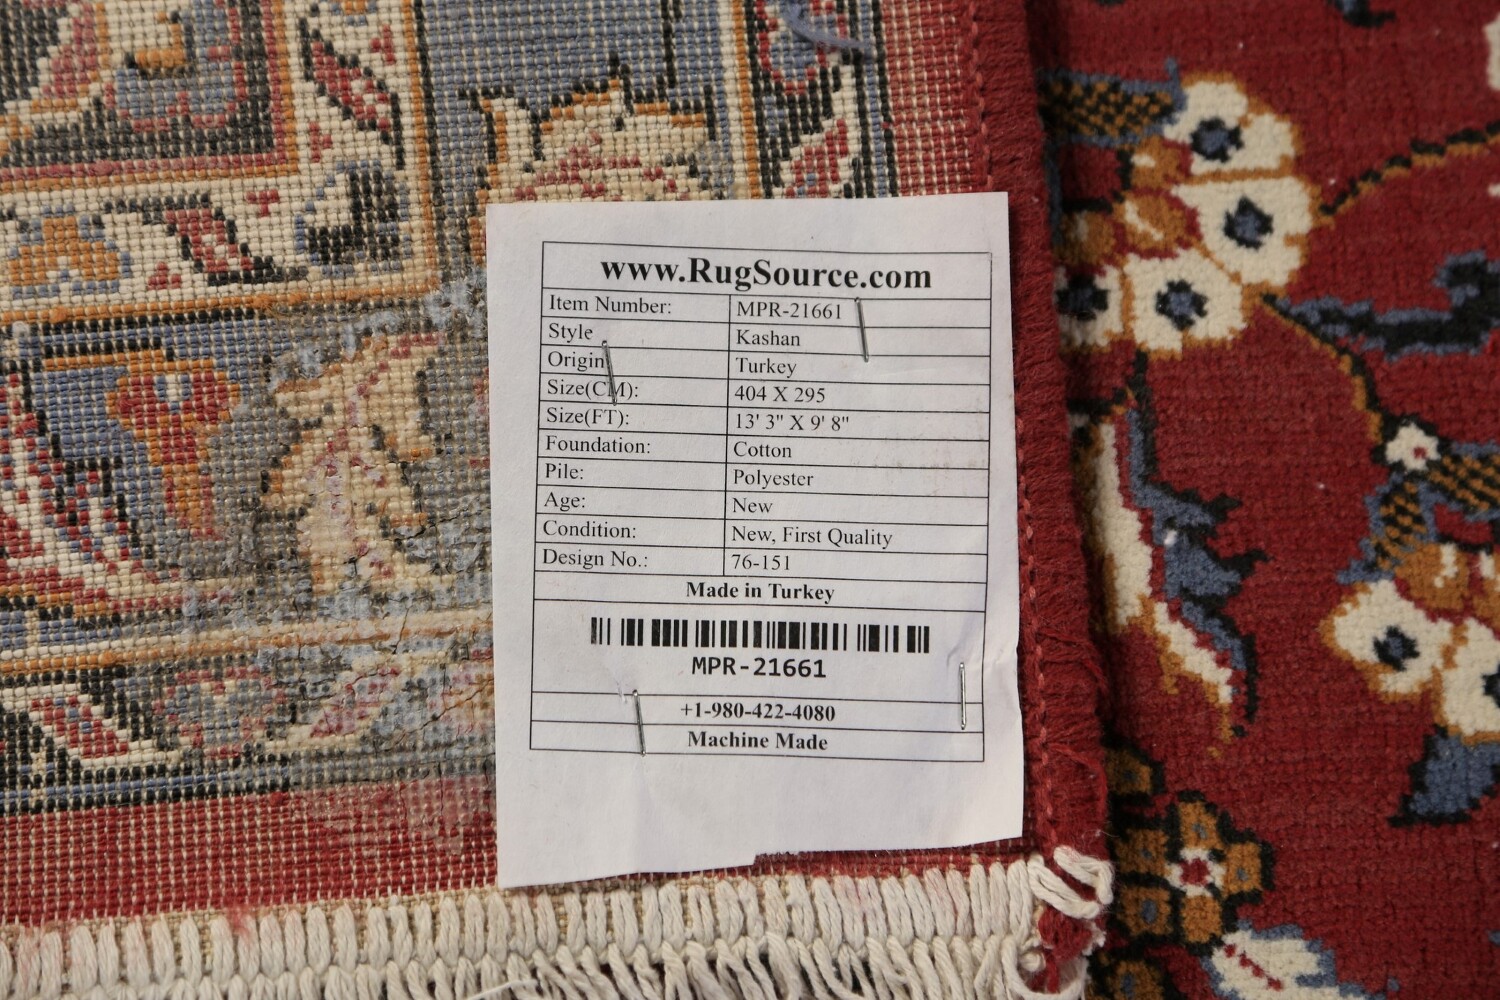 www.RugSource.com
Item Number: MPR-21661
Style Kashan
Origin Turkey
Size(CM): 404 X 295
Size(FT): 13' 3" X 9' 8"
Foundation: Cotton
Pile: Polyester
Age: New
Condition: New, First Quality
Design No.: 76-151
Made in Turkey
MPR-21661
+1-980-422-4080
Machine Made